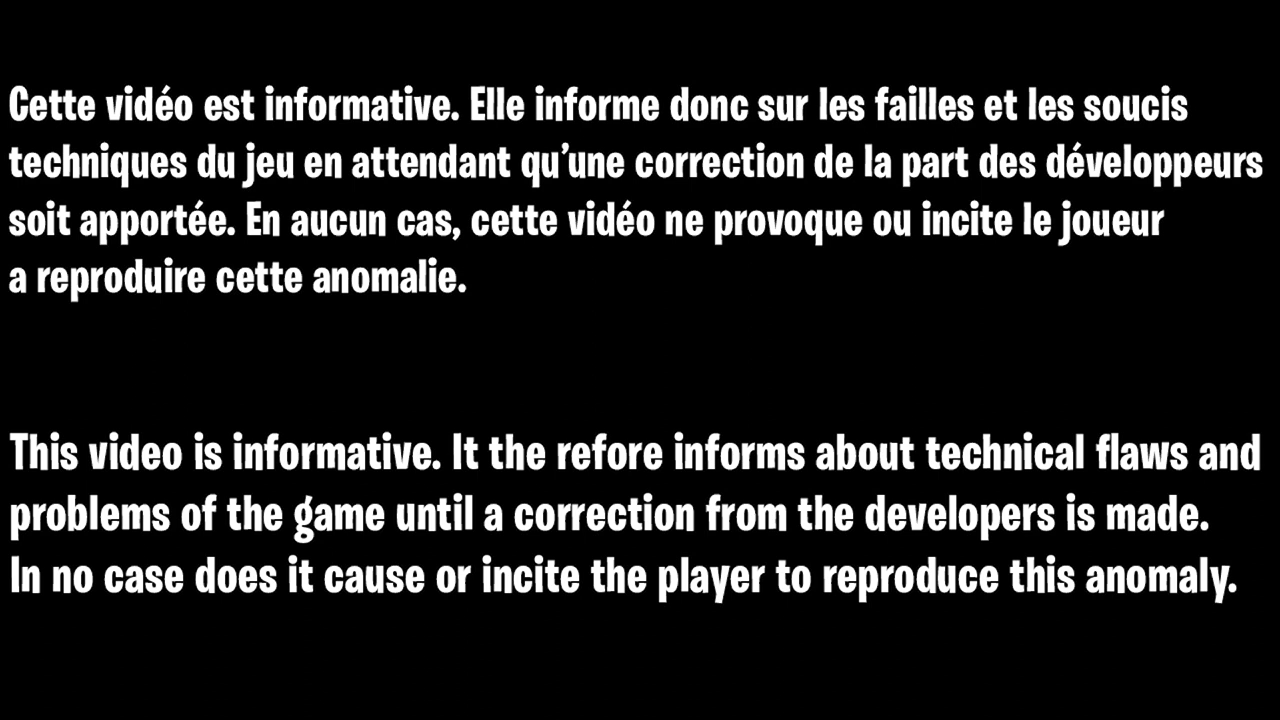 Cette vidéo est informative. Elle informe donc sur les failles et les soucis
techniques du jeu en attendant qu’une correction de la part des développeurs
soit apportée. En aucun cas, cette vidéo ne provoque ou incite le joueur
a reproduire cette anomalie.
This video is informative. It the refore informs about technical flaws and
problems of the game until a correction from the developers is made.
In no case does it cause or incite the player to reproduce this anomaly.